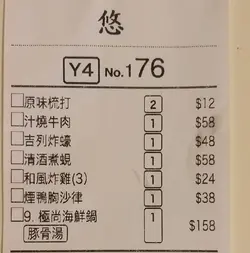 悠
Y4 No.176
原味梳打 2 $12
汁燒牛肉 1 $58
吉列炸蠔 1 $48
清酒煮蜆 1 $58
和風炸雞(3) 1 $24
煙鴨胸沙律 1 $38
9. 極尚海鮮鍋 1 $158
豚骨湯